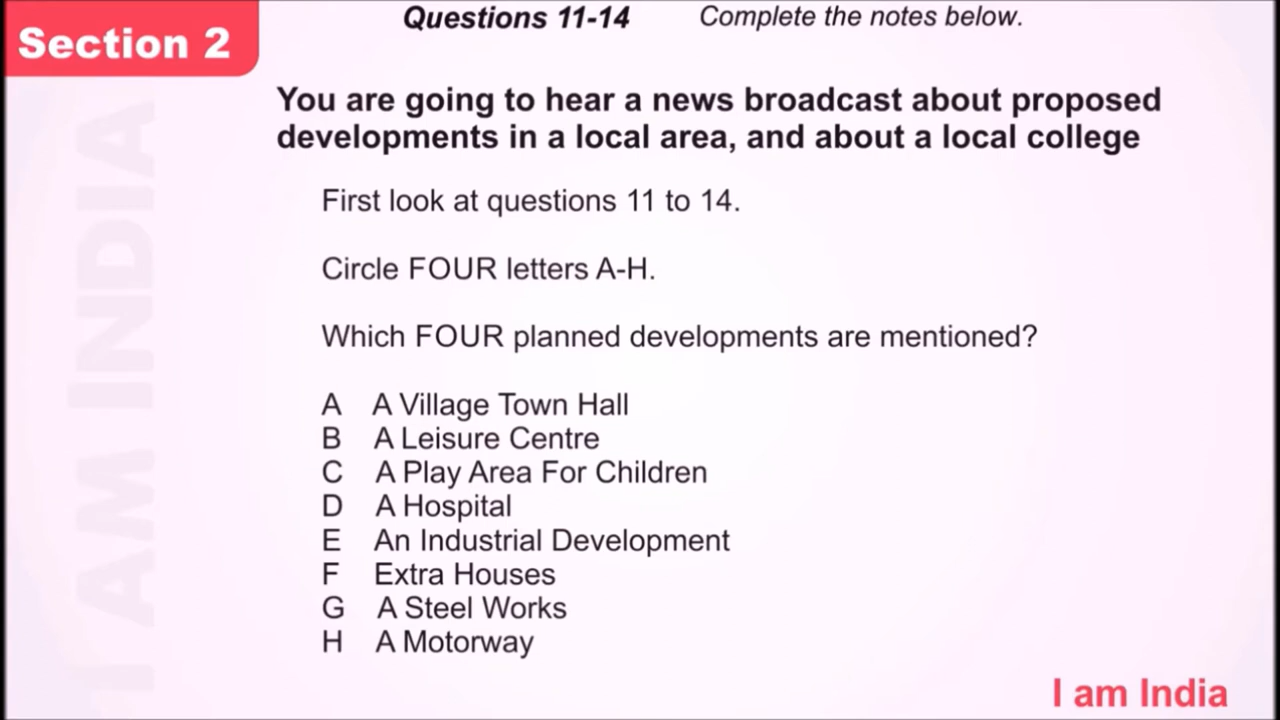 Section 2
Questions 11-14 Complete the notes below.
You are going to hear a news broadcast about proposed
developments in a local area, and about a local college
First look at questions 11 to 14.
Circle FOUR letters A-H.
Which FOUR planned developments are mentioned?
A A Village Town Hall
B A Leisure Centre
C A Play Area For Children
D A Hospital
E An Industrial Development
F Extra Houses
G A Steel Works
H A Motorway
I AM INDIA
I am India